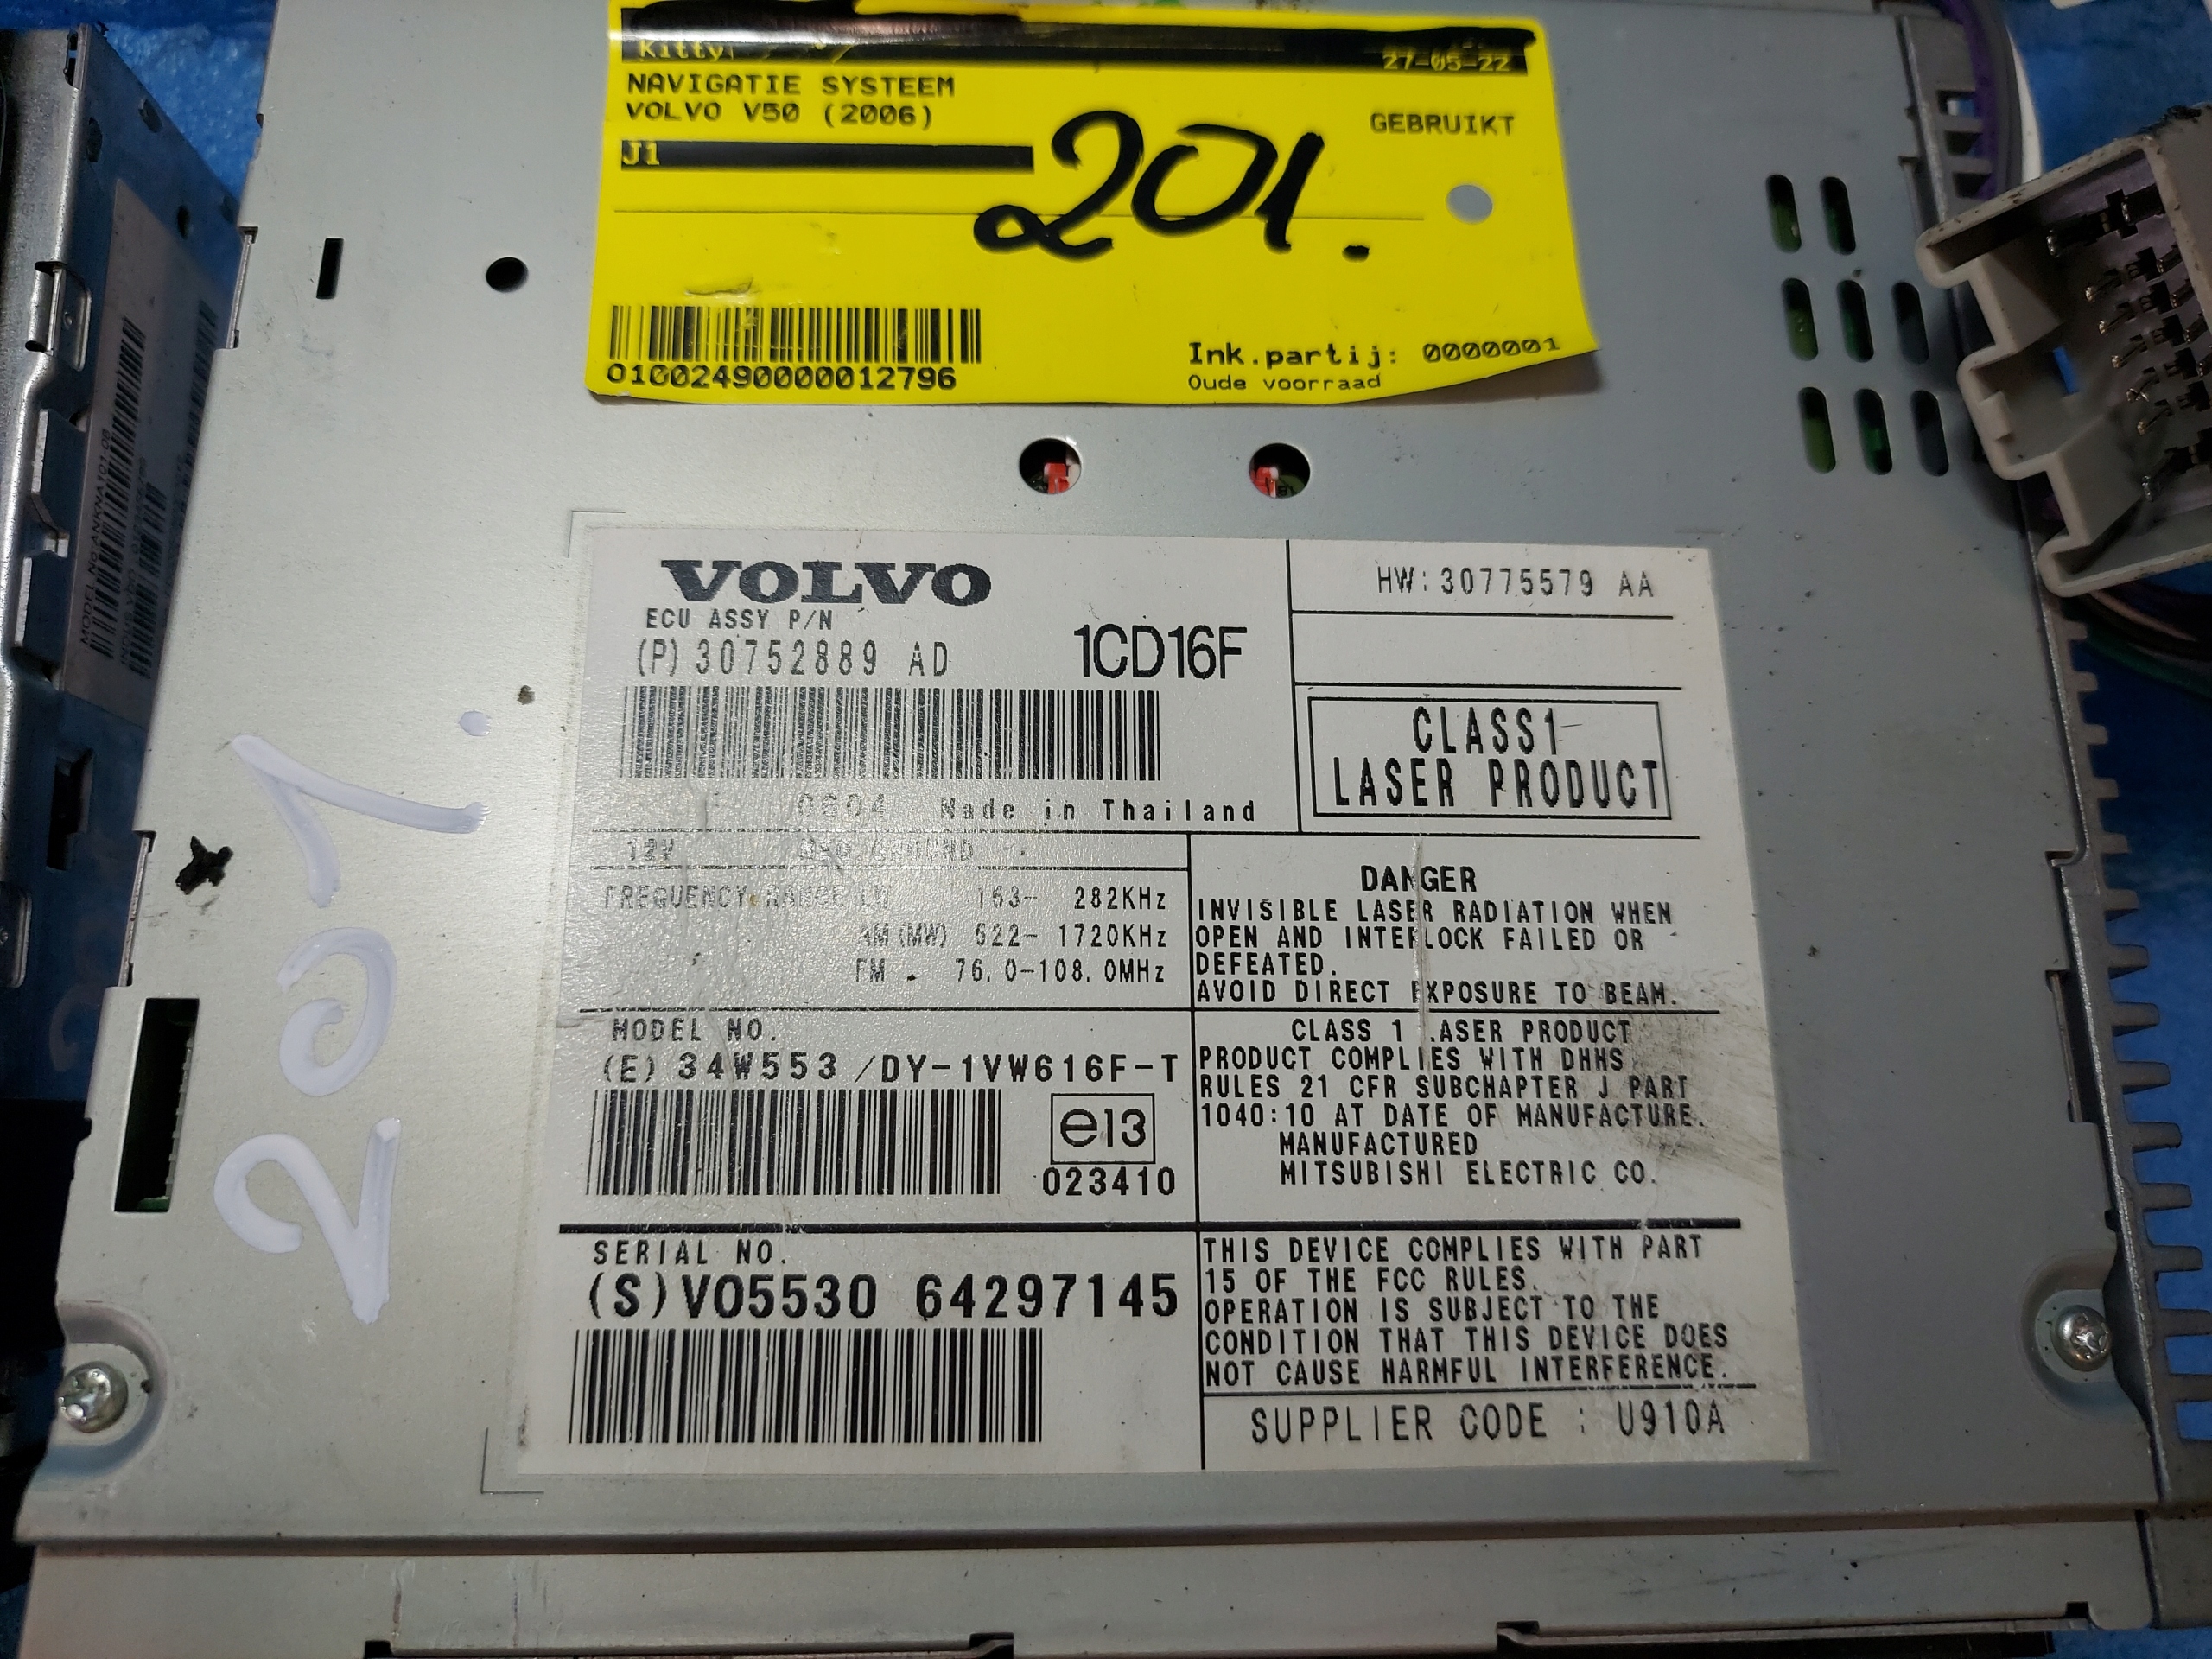 Kitty
27-05-22
NAVIGATIE SYSTEEM
VOLVO V50 (2006)
GEBRUIKT
J1
201.
01002490000012796
Ink.partij: 0000001
Oude voorraad
VOLVO
ECU ASSY P/N
(P) 30752889 AD
1CD16F
HW:30775579 AA
CLASS1
LASER PRODUCT
0604 Made in Thailand
12V GROUND
FREQUENCY RANGE LW 153- 282KHz
AM(MW) 522- 1720KHz
FM 76.0-108.0MHz
DANGER
INVISIBLE LASER RADIATION WHEN
OPEN AND INTERLOCK FAILED OR
DEFEATED.
AVOID DIRECT EXPOSURE TO BEAM.
MODEL NO.
(E) 34W553 /DY-1VW616F-T
e13
023410
CLASS 1 LASER PRODUCT
PRODUCT COMPLIES WITH DHHS
RULES 21 CFR SUBCHAPTER J PART
1040:10 AT DATE OF MANUFACTURE.
MANUFACTURED
MITSUBISHI ELECTRIC CO.
SERIAL NO.
(S)VO5530 64297145
THIS DEVICE COMPLIES WITH PART
15 OF THE FCC RULES.
OPERATION IS SUBJECT TO THE
CONDITION THAT THIS DEVICE DOES
NOT CAUSE HARMFUL INTERFERENCE.
SUPPLIER CODE : U910A
201.